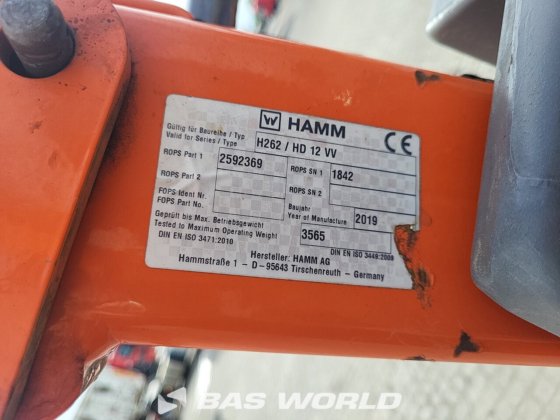 HAMM CE
Gültig für Baureihe / Typ
Valid for Series / Type H262 / HD 12 VV
ROPS Part 1 2592369 ROPS SN 1 1842
ROPS Part 2 ROPS SN 2
FOPS Ident Nr
FOPS Part No. Baujahr
Year of Manufacture 2019
Geprüft bis Max. Betriebsgewicht
Tested to Maximum Operating Weight 3565
DIN EN ISO 3471:2010 DIN EN ISO 3449:2008
Hersteller: HAMM AG
Hammstraße 1 - D - 95643 Tirschenreuth - Germany
BAS WORLD